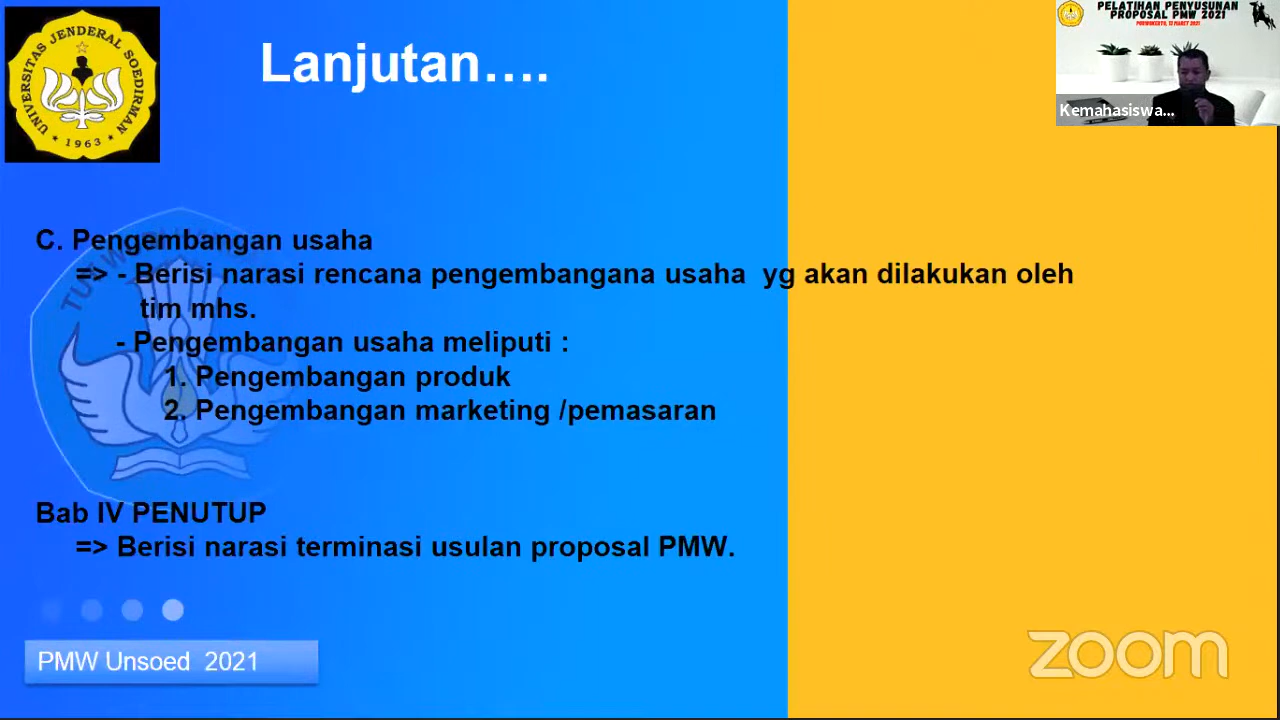 UNIVERSITAS JENDERAL SOEDIRMAN
★ 1963 ★
Lanjutan….
PELATIHAN PENYUSUNAN
PROPOSAL PMW 2021
PURWOKERTO, 13 MARET 2021
Kemahasiswa...
C. Pengembangan usaha
=> - Berisi narasi rencana pengembangana usaha yg akan dilakukan oleh
tim mhs.
- Pengembangan usaha meliputi :
1. Pengembangan produk
2. Pengembangan marketing /pemasaran
Bab IV PENUTUP
=> Berisi narasi terminasi usulan proposal PMW.
PMW Unsoed 2021
zoom